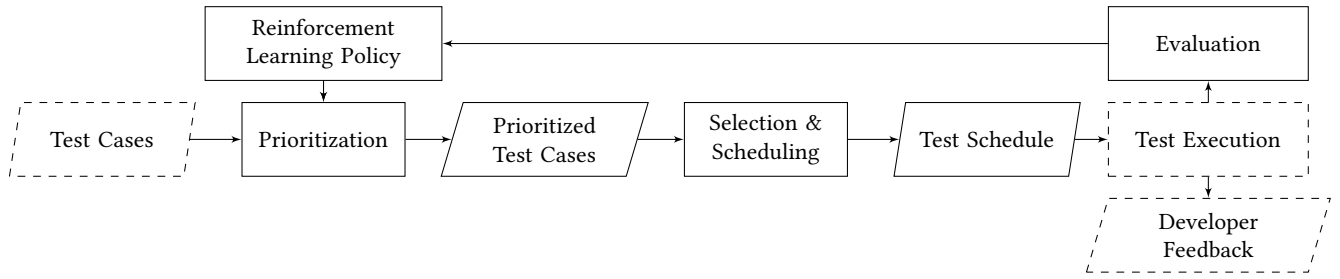 Reinforcement
Learning Policy
Evaluation
Test Cases
Prioritization
Prioritized
Test Cases
Selection &
Scheduling
Test Schedule
Test Execution
Developer
Feedback